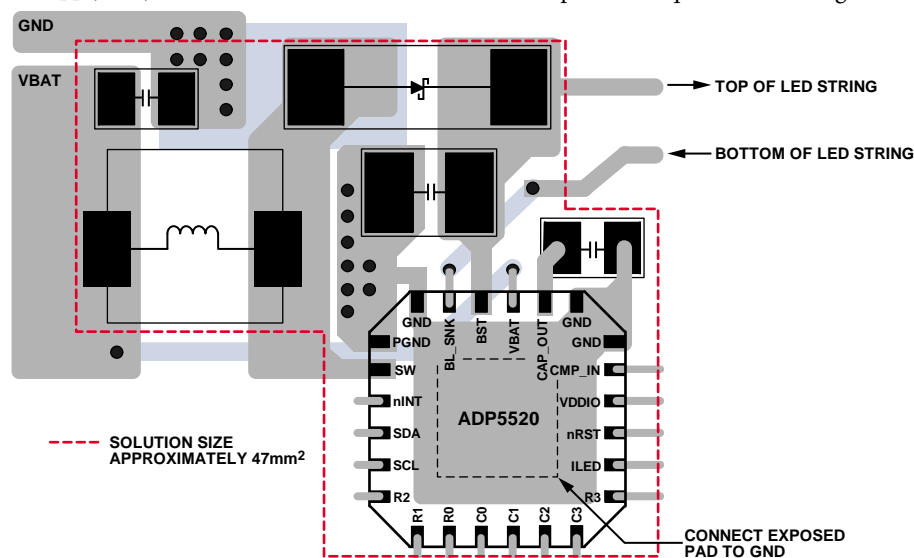 GND
VBAT
TOP OF LED STRING
BOTTOM OF LED STRING
GND
BL_SNK
BST
VBAT
CAP_OUT
GND
PGND
GND
SW
CMP_IN
nINT
VDDIO
ADP5520
SDA
nRST
SCL
ILED
R2
R3
R1
R0
C0
C1
C2
C3
SOLUTION SIZE
APPROXIMATELY 47mm²
CONNECT EXPOSED
PAD TO GND